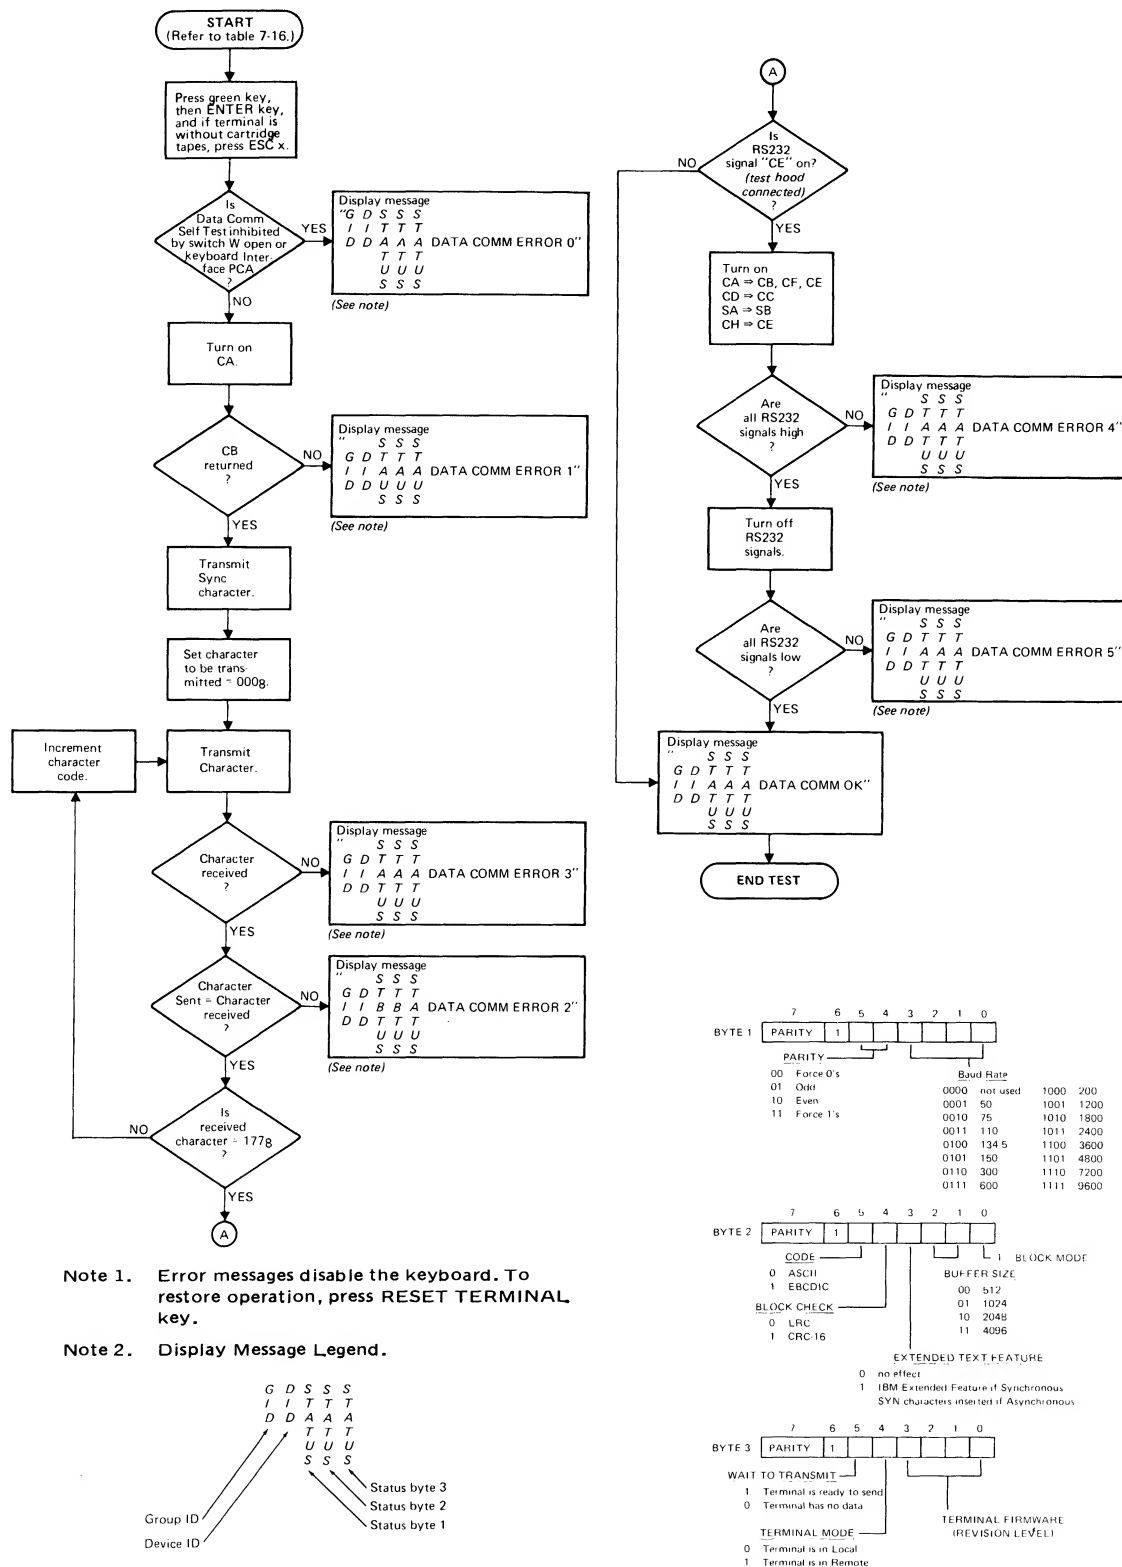 START
(Refer to table 7-16.)
Press green key,
then ENTER key,
and if terminal is
without cartridge
tapes, press ESC x.
Is
Data Comm
Self Test inhibited
by switch W open or
keyboard Inter-
face PCA
?
YES
NO
Display message
"G D S S S
I I T T T
D D A A A DATA COMM ERROR 0"
T T T
U U U
S S S
(See note)
Turn on
CA.
CB
returned
?
NO
YES
Display message
" S S S
G D T T T
I I A A A DATA COMM ERROR 1"
D D U U U
S S S
(See note)
Transmit
Sync
character.
Set character
to be trans-
mitted = 000₈.
Increment
character
code.
Transmit
Character.
Character
received
?
NO
YES
Display message
" S S S
G D T T T
I I A A A DATA COMM ERROR 3"
D D T T T
U U U
S S S
(See note)
Character
Sent = Character
received
?
NO
YES
Display message
" S S S
G D T T T
I I B B A DATA COMM ERROR 2"
D D T T T
U U U
S S S
(See note)
Is
received
character = 177₈
?
NO
YES
A
A
Is
RS232
signal "CE" on?
(test hood
connected)
?
NO
YES
Turn on
CA ⇒ CB, CF, CE
CD ⇒ CC
SA ⇒ SB
CH ⇒ CE
Are
all RS232
signals high
?
NO
YES
Display message
" S S S
G D T T T
I I A A A DATA COMM ERROR 4"
D D T T T
U U U
S S S
(See note)
Turn off
RS232
signals.
Are
all RS232
signals low
?
NO
YES
Display message
" S S S
G D T T T
I I A A A DATA COMM ERROR 5"
D D T T T
U U U
S S S
(See note)
Display message
" S S S
G D T T T
I I A A A DATA COMM OK"
D D T T T
U U U
S S S
END TEST
Note 1. Error messages disable the keyboard. To
restore operation, press RESET TERMINAL
key.
Note 2. Display Message Legend.
G D S S S
I I T T T
D D A A A
T T T
U U U
S S S
Status byte 3
Status byte 2
Status byte 1
Group ID
Device ID
7 6 5 4 3 2 1 0
BYTE 1 PARITY 1
PARITY
00 Force 0's
01 Odd
10 Even
11 Force 1's
Baud Rate
0000 not used 1000 200
0001 50 1001 1200
0010 75 1010 1800
0011 110 1011 2400
0100 134.5 1100 3600
0101 150 1101 4800
0110 300 1110 7200
0111 600 1111 9600
7 6 5 4 3 2 1 0
BYTE 2 PARITY 1
CODE
0 ASCII
1 EBCDIC
1 BLOCK MODE
BUFFER SIZE
00 512
01 1024
10 2048
11 4096
BLOCK CHECK
0 LRC
1 CRC-16
EXTENDED TEXT FEATURE
0 no effect
1 IBM Extended Feature if Synchronous
SYN characters inserted if Asynchronous
7 6 5 4 3 2 1 0
BYTE 3 PARITY 1
WAIT TO TRANSMIT
1 Terminal is ready to send
0 Terminal has no data
TERMINAL MODE
0 Terminal is in Local
1 Terminal is in Remote
TERMINAL FIRMWARE
(REVISION LEVEL)